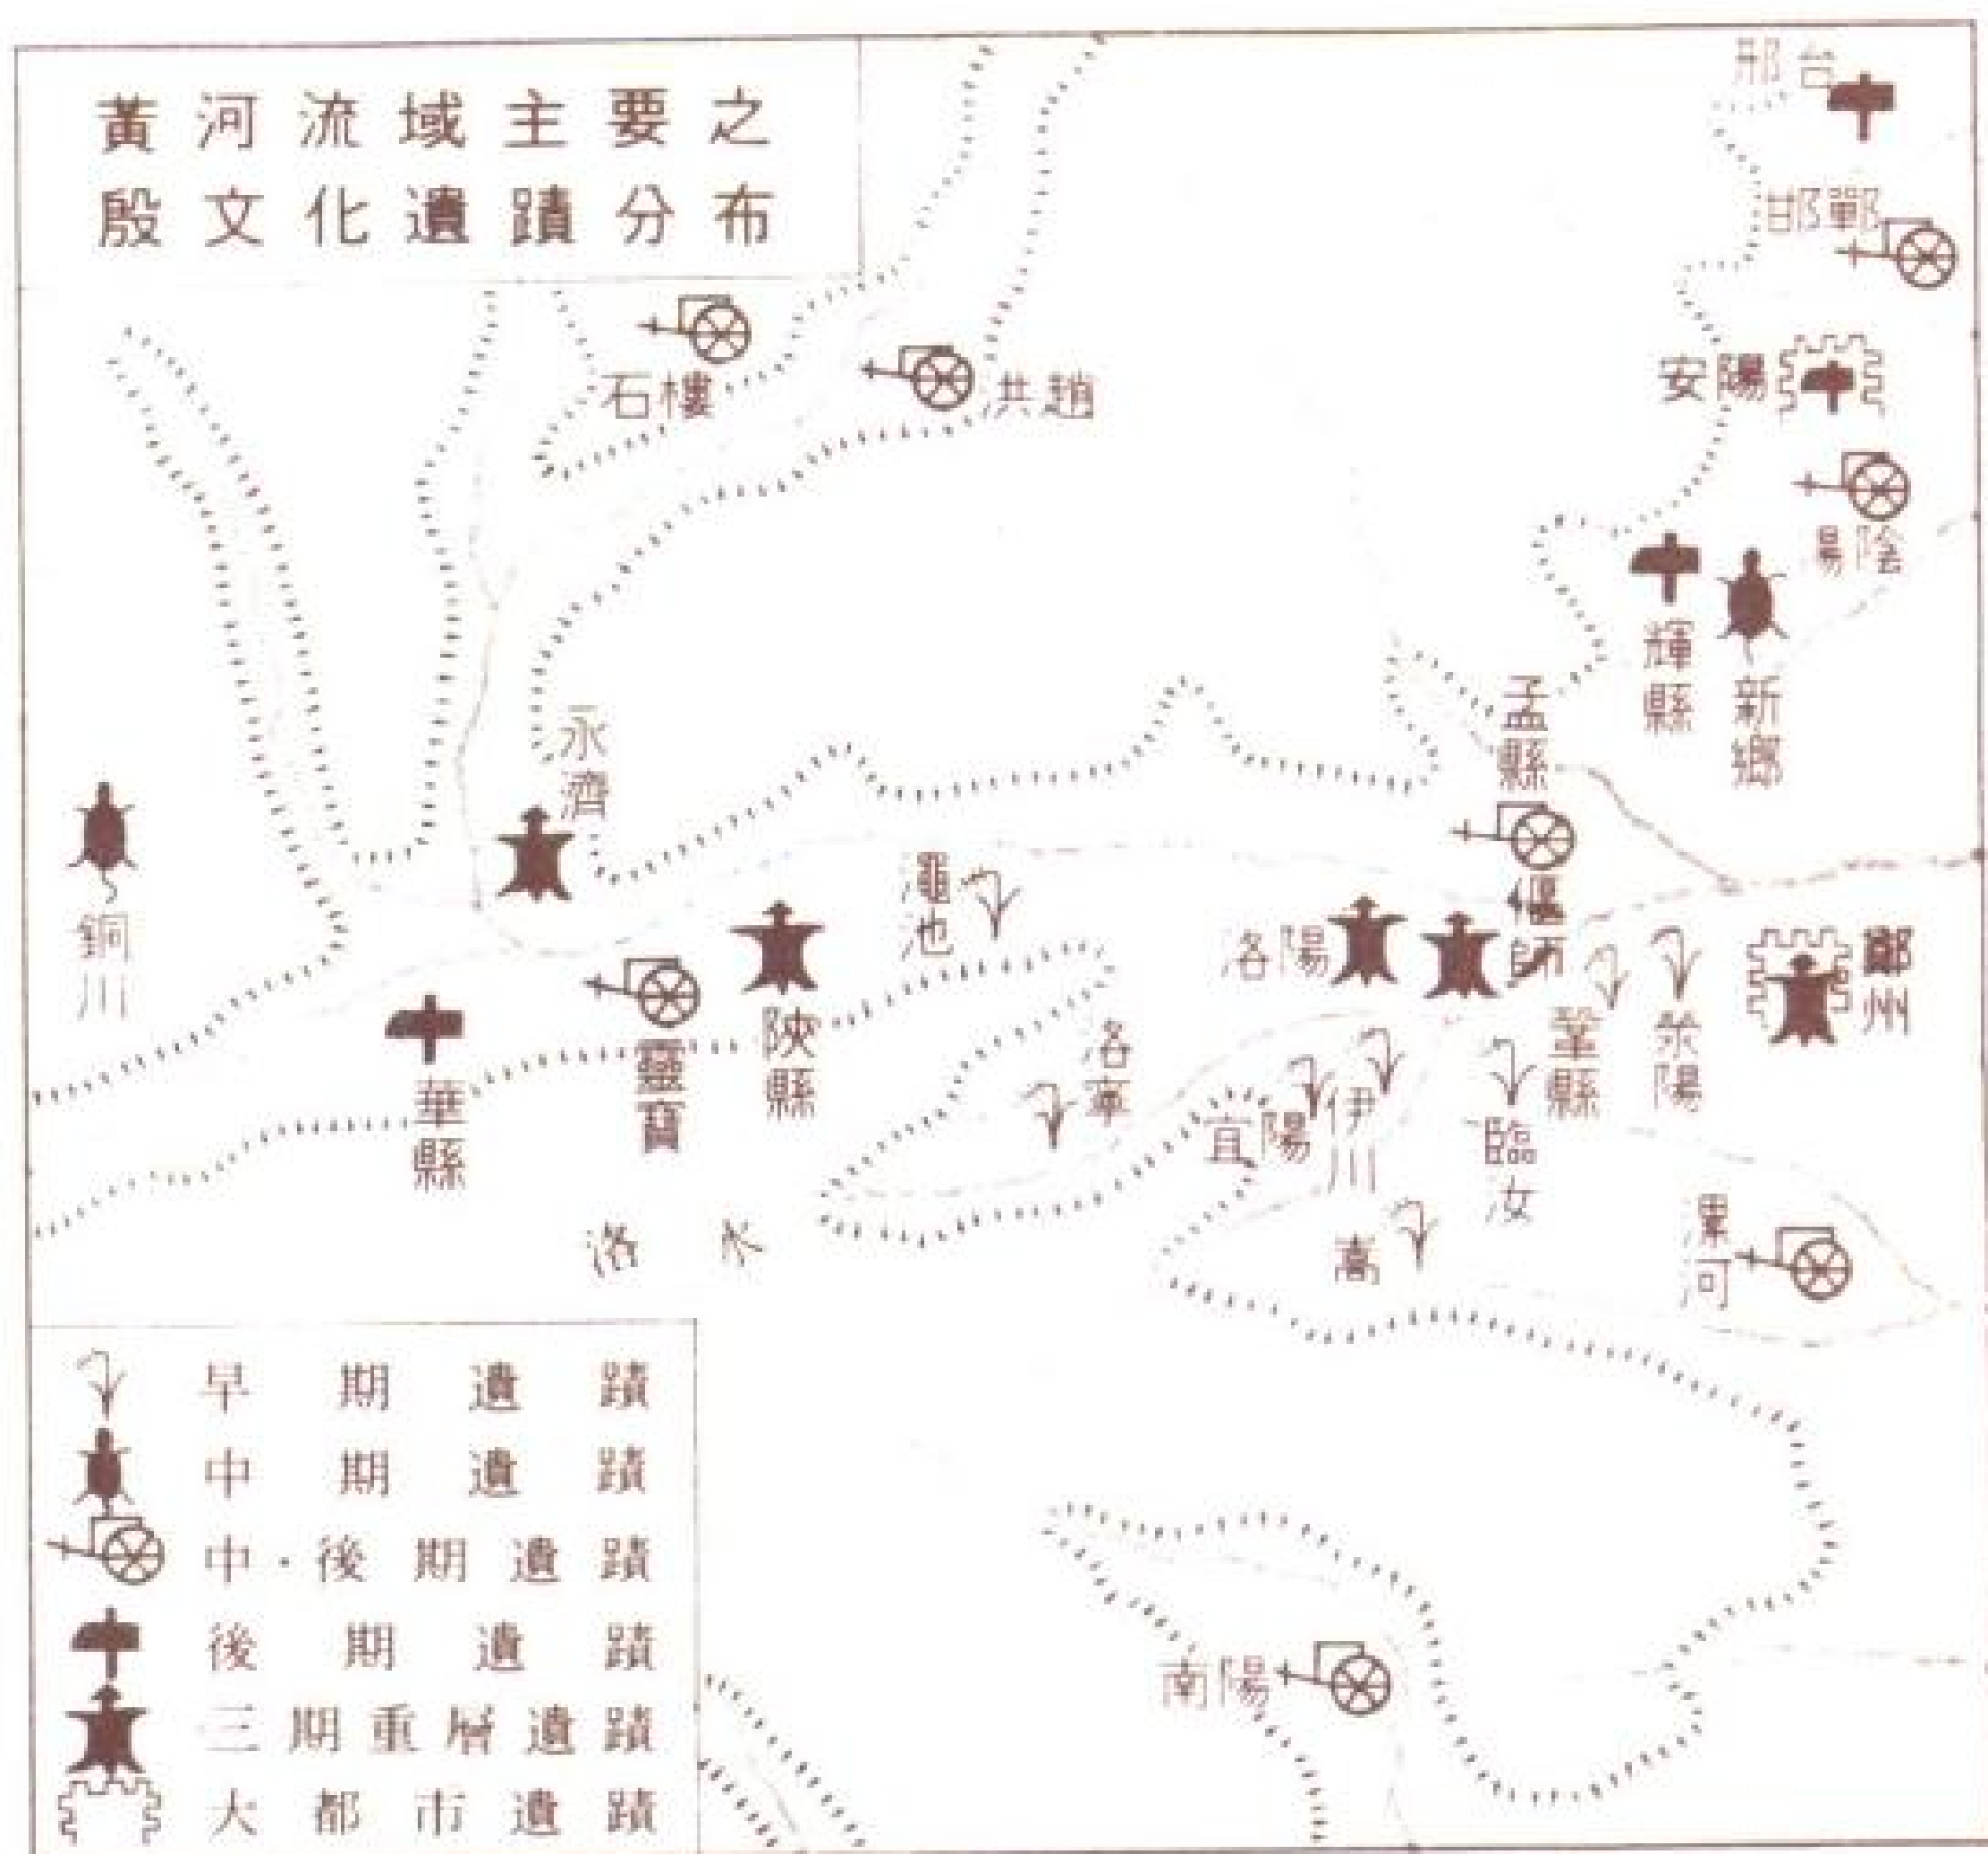 黃河流域主要之
殷文化遺蹟分布
邢台
邯鄲
安陽
湯陰
石樓
洪趙
輝縣
新鄉
孟縣
永濟
銅川
澠池
洛陽
偃師
鄭州
鞏縣
滎陽
華縣
靈寶
陝縣
洛寧
宜陽
伊川
臨汝
嵩
漯河
洛水
南陽
早期遺蹟
中期遺蹟
中·後期遺蹟
後期遺蹟
三期重層遺蹟
大都市遺蹟